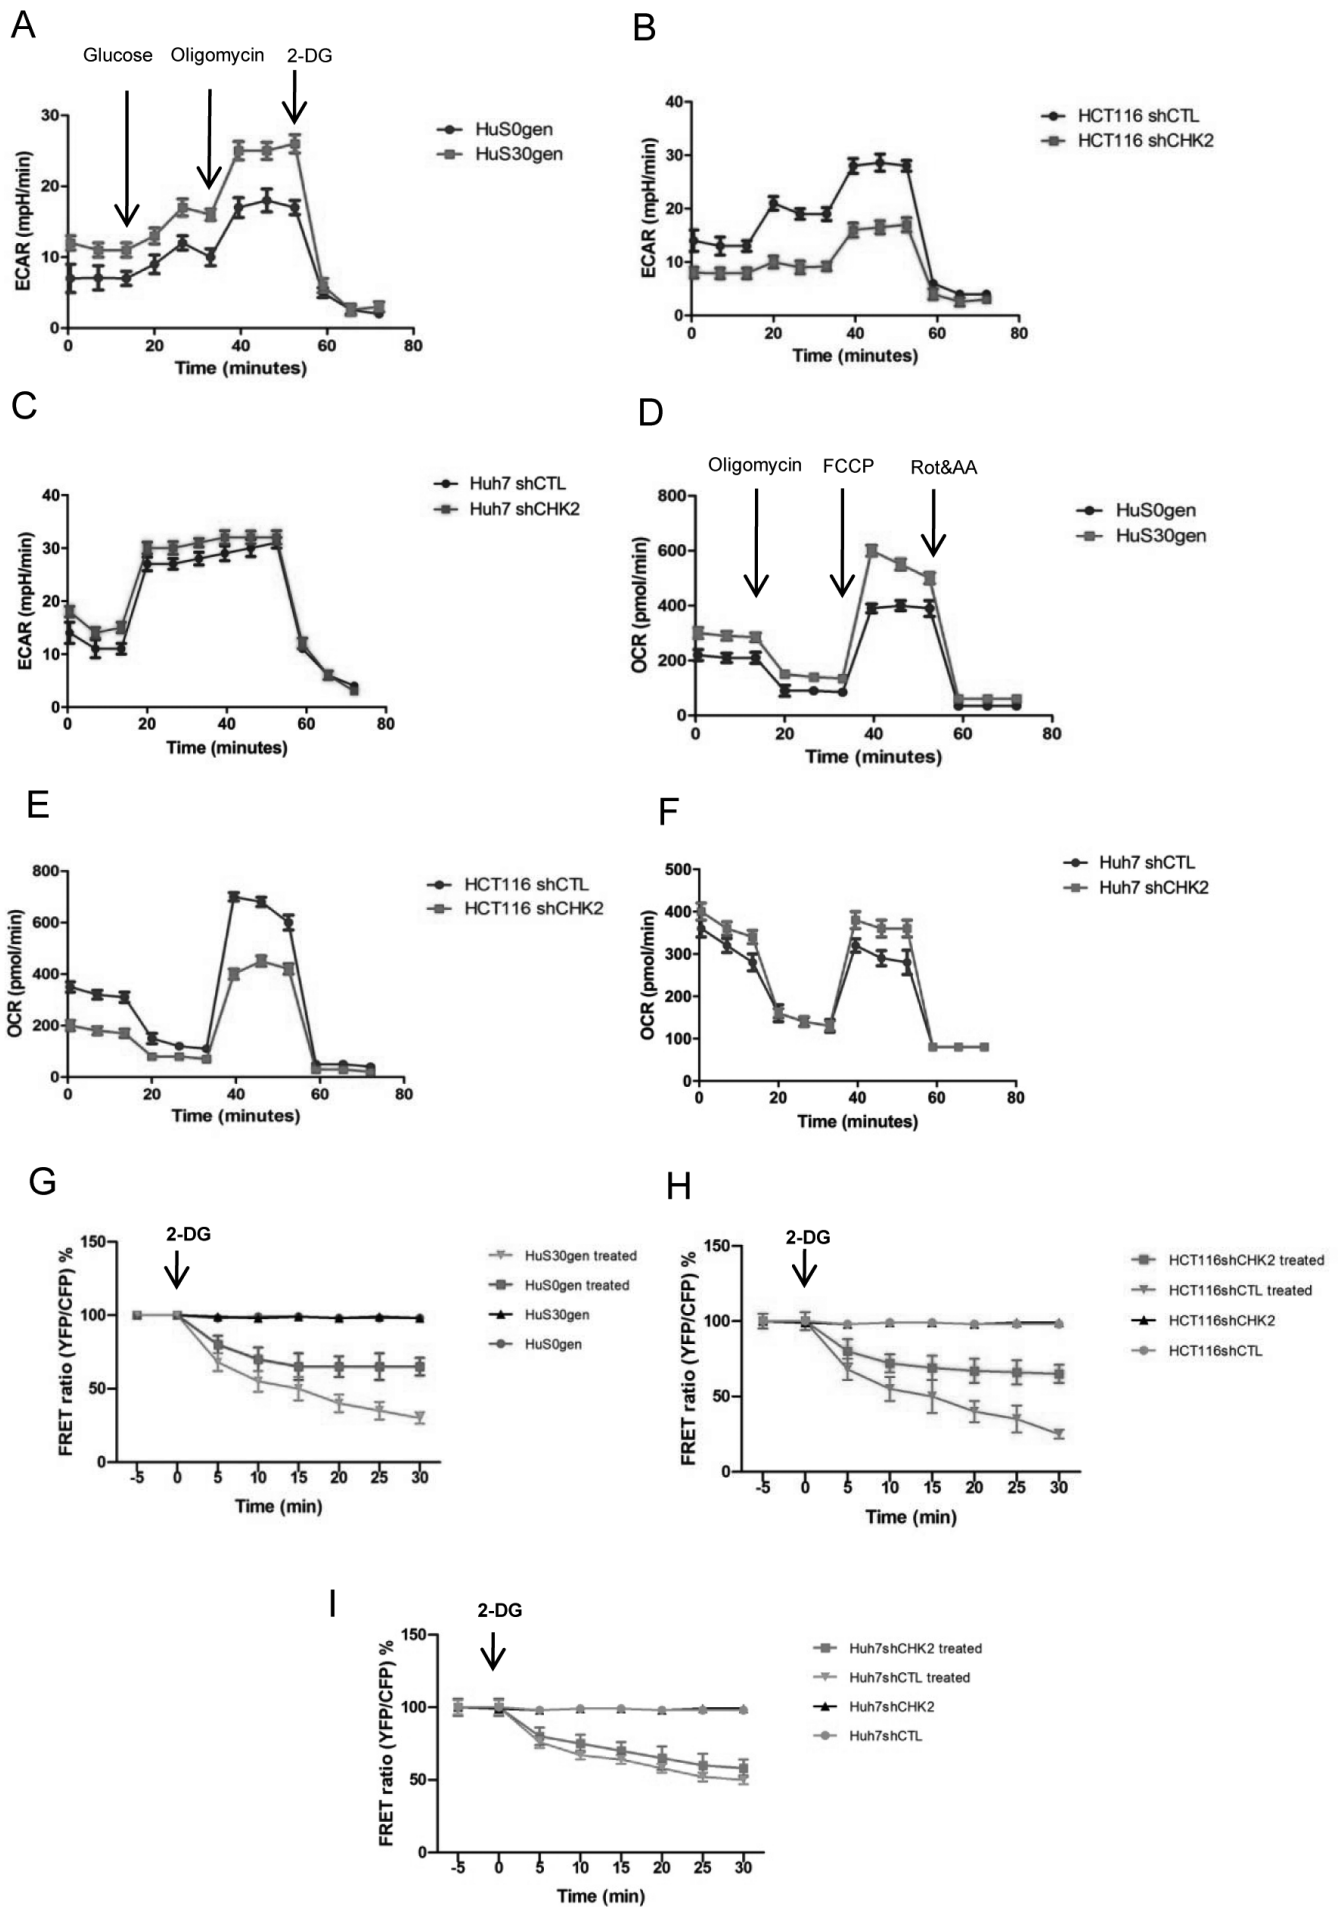 A
Glucose Oligomycin 2-DG
30
20
10
0
ECAR (mpH/min)
0 20 40 60 80
Time (minutes)
HuS0gen
HuS30gen
B
40
30
20
10
0
ECAR (mpH/min)
0 20 40 60 80
Time (minutes)
HCT116 shCTL
HCT116 shCHK2
C
40
30
20
10
0
ECAR (mpH/min)
0 20 40 60 80
Time (minutes)
Huh7 shCTL
Huh7 shCHK2
D
Oligomycin FCCP Rot&AA
800
600
400
200
0
OCR (pmol/min)
0 20 40 60 80
Time (minutes)
HuS0gen
HuS30gen
E
800
600
400
200
0
OCR (pmol/min)
0 20 40 60 80
Time (minutes)
HCT116 shCTL
HCT116 shCHK2
F
500
400
300
200
100
0
OCR (pmol/min)
0 20 40 60 80
Time (minutes)
Huh7 shCTL
Huh7 shCHK2
G
2-DG
150
100
50
0
FRET ratio (YFP/CFP) %
-5 0 5 10 15 20 25 30
Time (min)
HuS30gen treated
HuS0gen treated
HuS30gen
HuS0gen
H
2-DG
150
100
50
0
FRET ratio (YFP/CFP) %
-5 0 5 10 15 20 25 30
Time (min)
HCT116shCHK2 treated
HCT116shCTL treated
HCT116shCHK2
HCT116shCTL
I
2-DG
150
100
50
0
FRET ratio (YFP/CFP) %
-5 0 5 10 15 20 25 30
Time (min)
Huh7shCHK2 treated
Huh7shCTL treated
Huh7shCHK2
Huh7shCTL